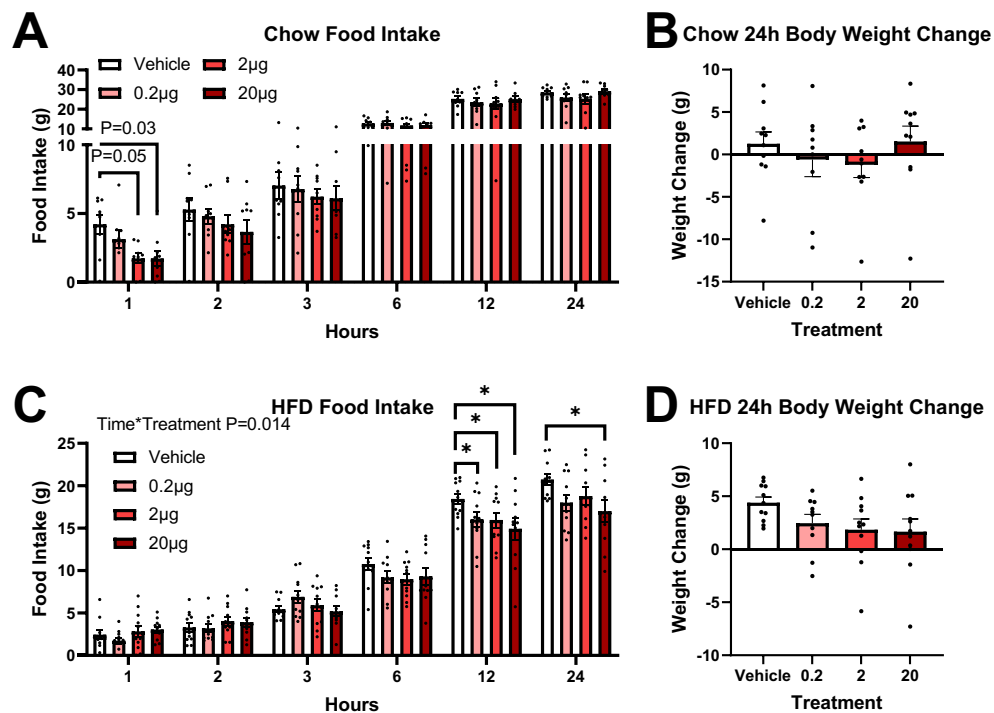 A
Chow Food Intake
Vehicle
2µg
0.2µg
20µg
P=0.03
P=0.05
Food Intake (g)
40
30
20
10
10
5
0
1
2
3
6
12
24
Hours
B
Chow 24h Body Weight Change
Weight Change (g)
10
5
0
-5
-10
-15
Vehicle
0.2
2
20
Treatment
C
HFD Food Intake
Time*Treatment P=0.014
Vehicle
0.2µg
2µg
20µg
*
*
*
*
Food Intake (g)
25
20
15
10
5
0
1
2
3
6
12
24
Hours
D
HFD 24h Body Weight Change
Weight Change (g)
10
5
0
-5
-10
Vehicle
0.2
2
20
Treatment